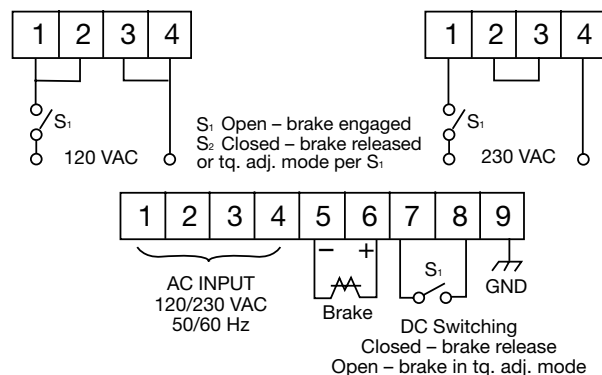 1 2 3 4
1 2 3 4
S₁
120 VAC
S₁ Open – brake engaged
S₂ Closed – brake released
or tq. adj. mode per S₁
S₁
230 VAC
1 2 3 4 5 6 7 8 9
AC INPUT
120/230 VAC
50/60 Hz
– +
Brake
S₁
GND
DC Switching
Closed – brake release
Open – brake in tq. adj. mode